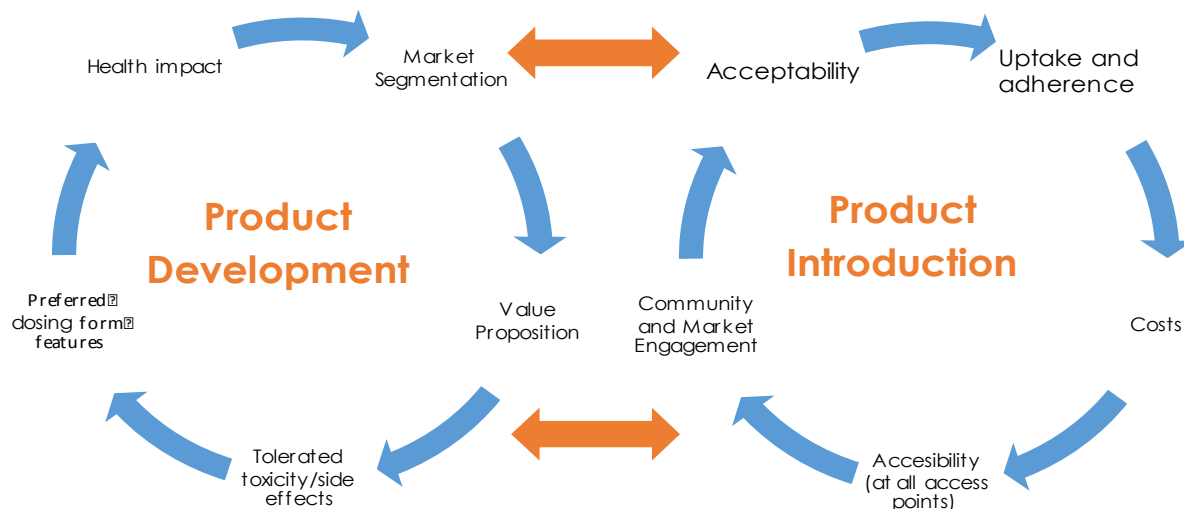 Health impact
Market
Segmentation
Acceptability
Uptake and
adherence
Product
Development
Product
Introduction
Preferred⍰
dosing form⍰
features
Value
Proposition
Community
and Market
Engagement
Costs
Tolerated
toxicity/side
effects
Accesibility
(at all access
points)